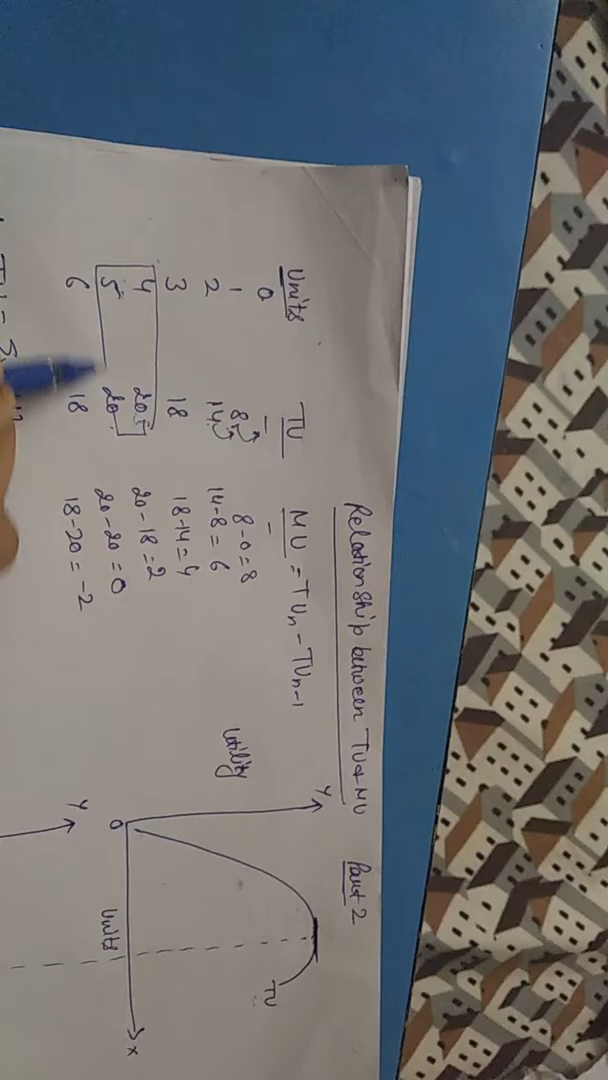 Relationship between TU & MU Part 2
Units TU MU = TUn - TUn-1
0 - -
1 8 8-0=8
2 14 14-8=6
3 18 18-14=4
4 20 20-18=2
5 20 20-20=0
6 18 18-20=-2
Y
Utility
TU
O
Units
X
Y